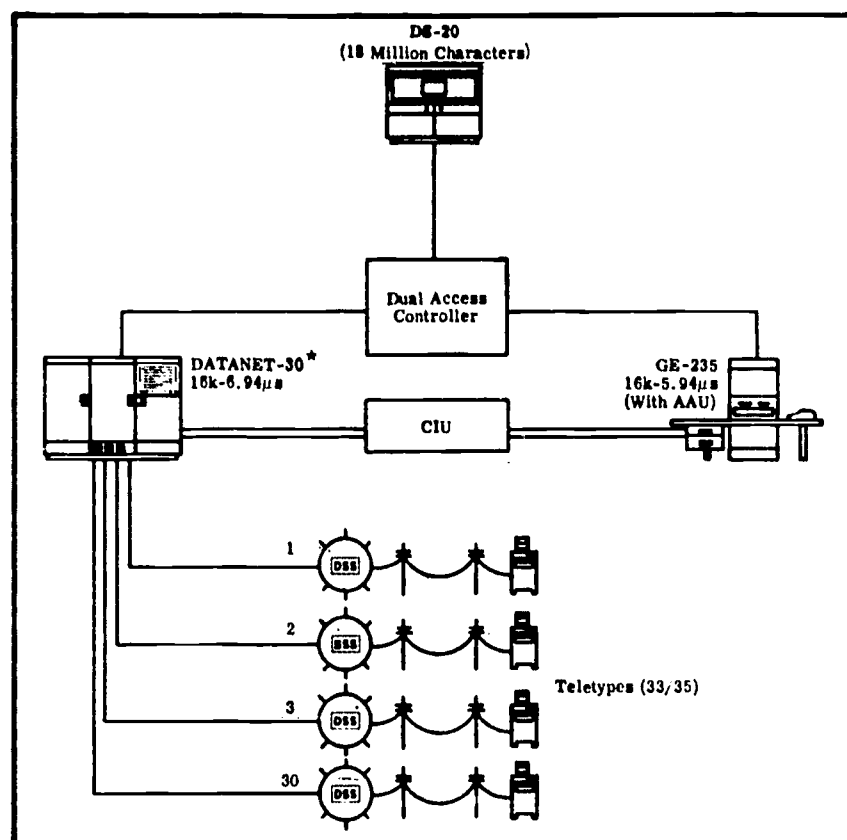 DS-20
(18 Million Characters)
Dual Access
Controller
DATANET-30*
16k-6.94μs
GE-235
16k-5.94μs
(With AAU)
CIU
1
DSS
2
DSS
3
DSS
30
DSS
Teletypes (33/35)